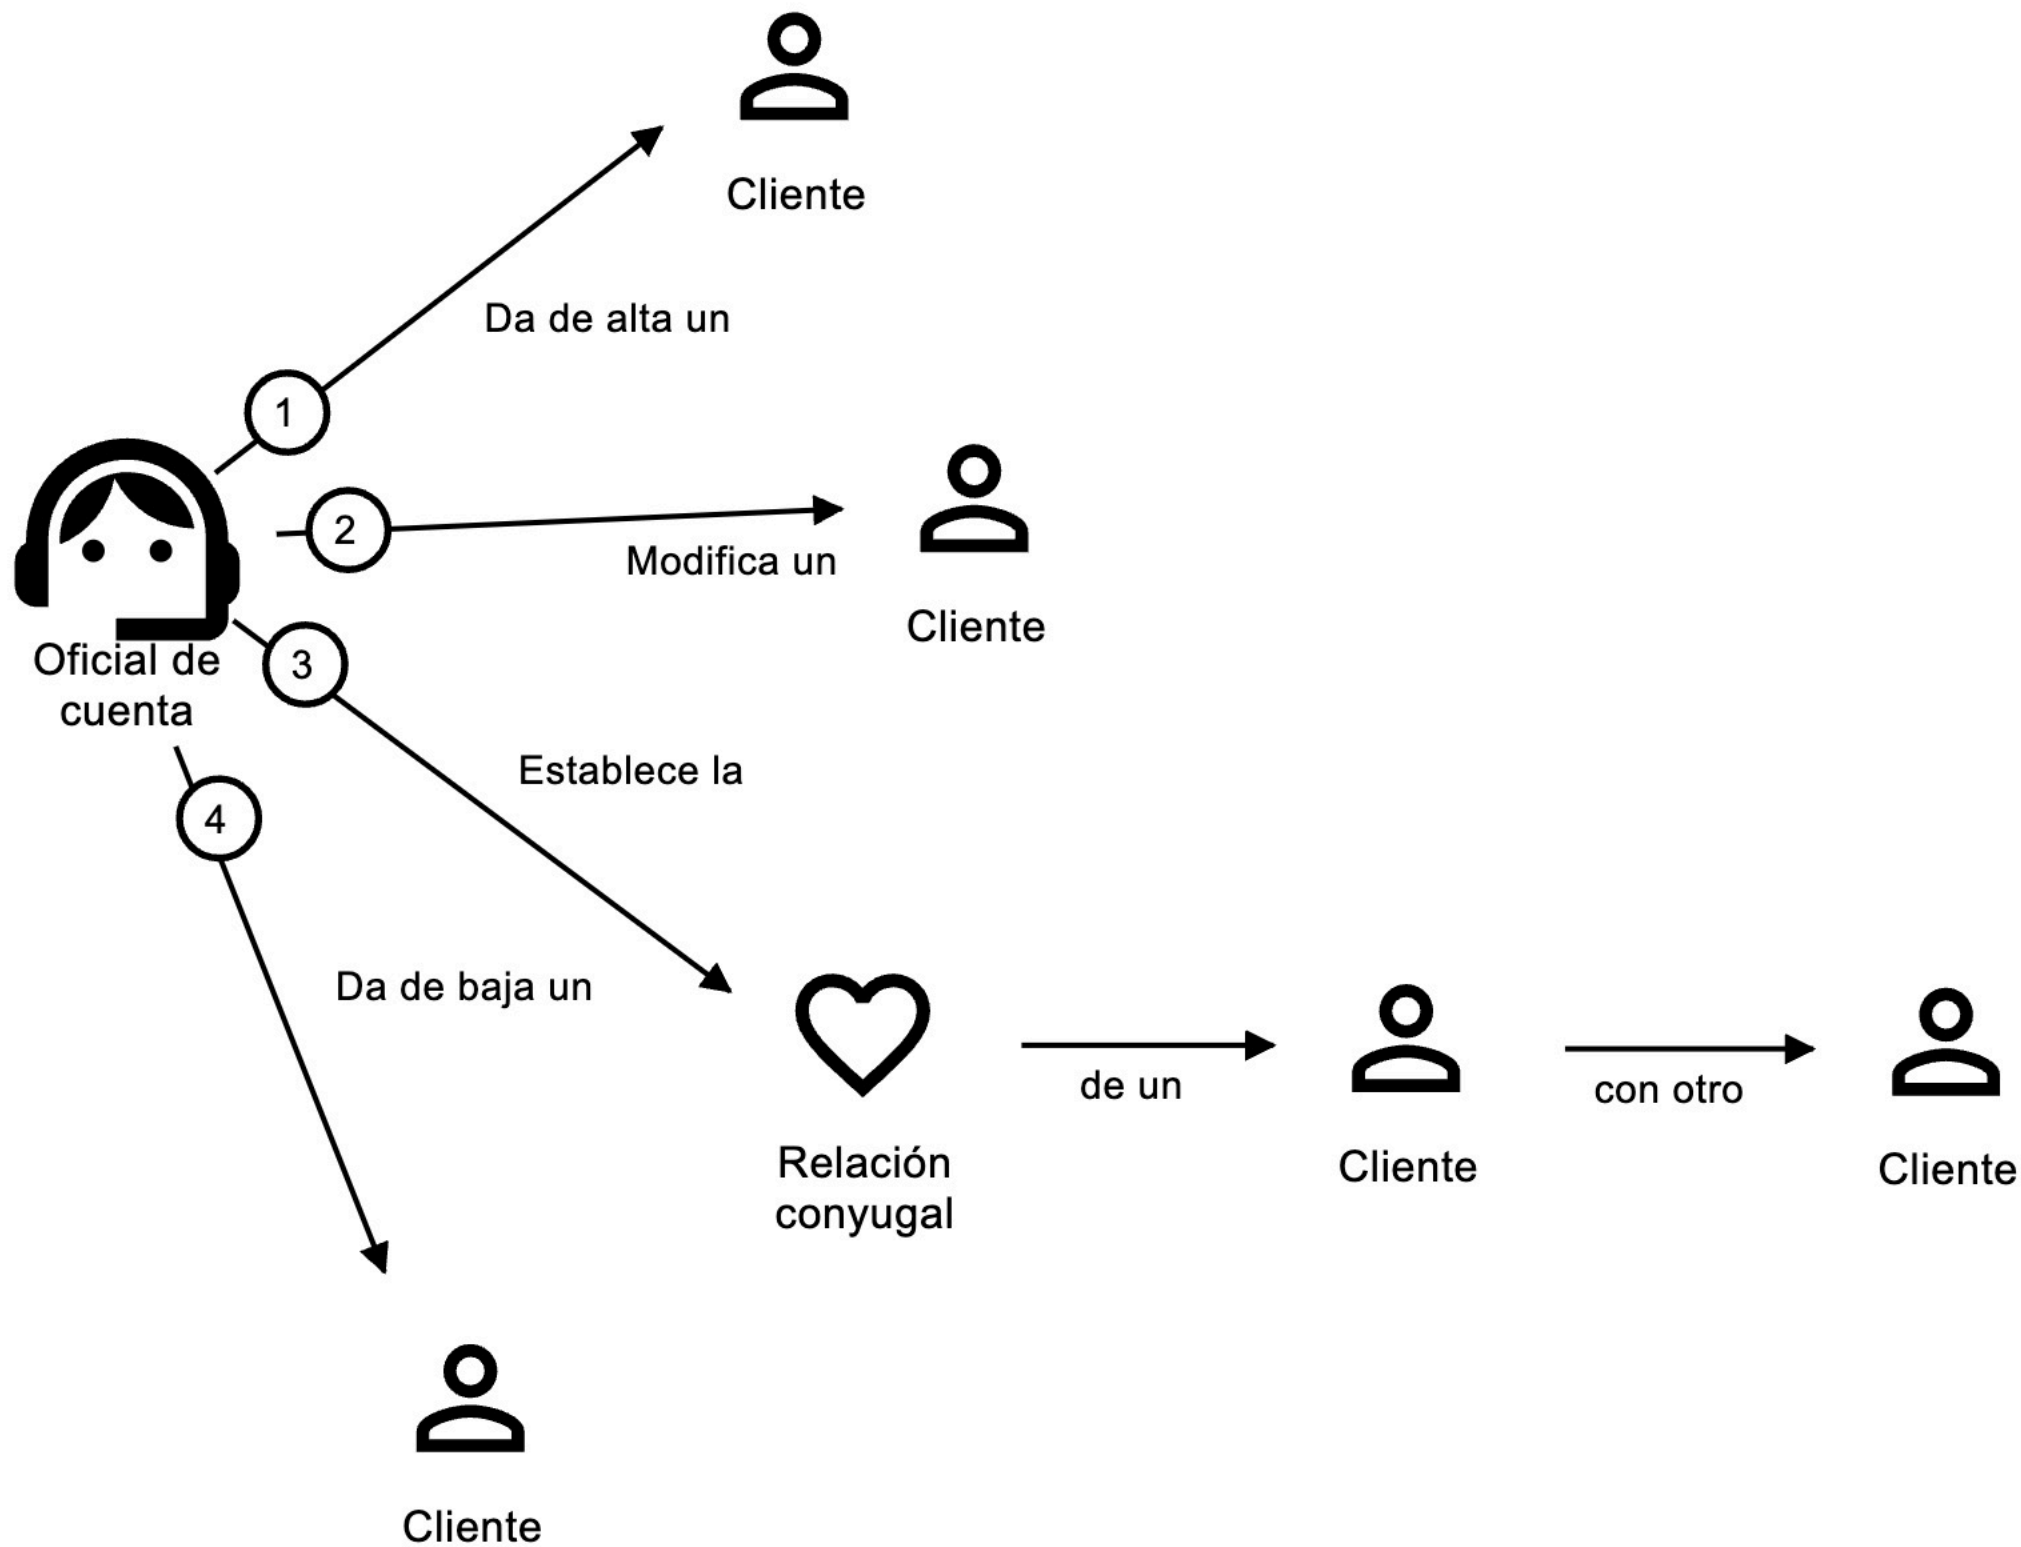 Cliente
Da de alta un
1
2
Modifica un
Cliente
Oficial de
cuenta
3
Establece la
4
Da de baja un
de un
con otro
Relación
conyugal
Cliente
Cliente
Cliente